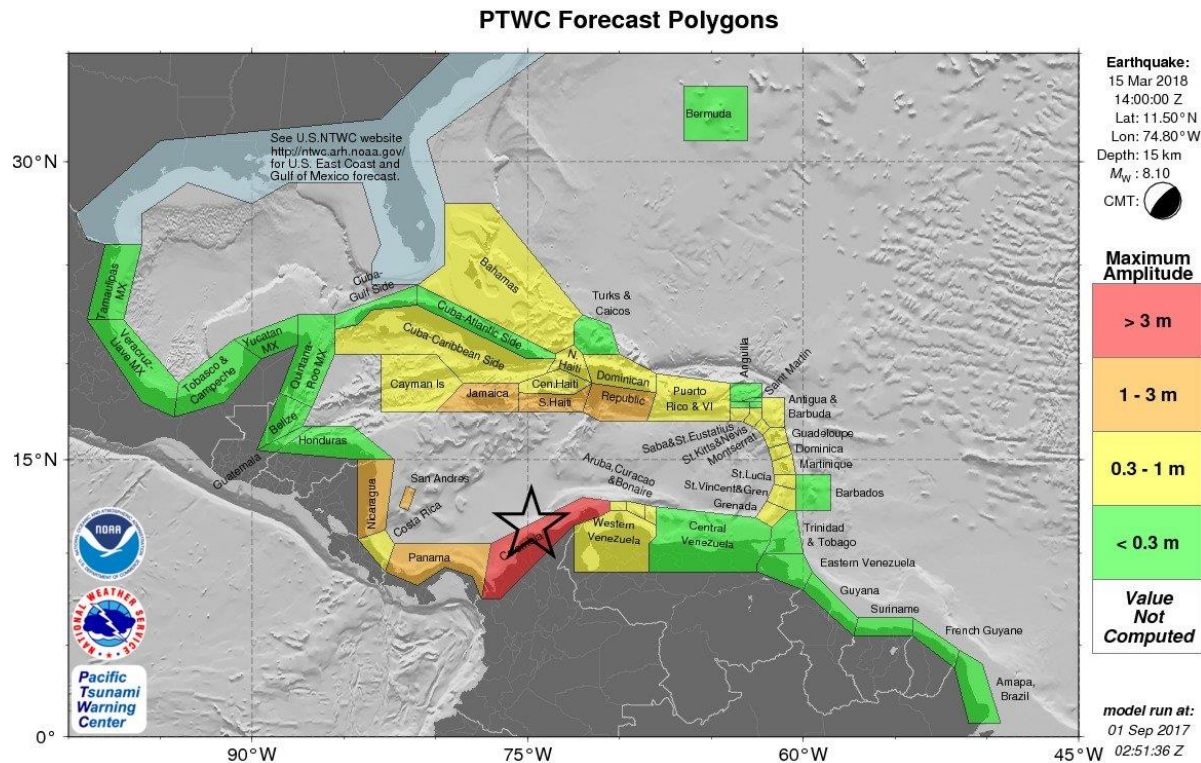 PTWC Forecast Polygons
See U.S.NTWC website
http://ntwc.arh.noaa.gov/
for U.S. East Coast and
Gulf of Mexico forecast.
Bermuda
Tamaulipas
MX
Veracruz-
Llave MX
Tobasco &
Campeche
Yucatan
MX
Quintana-
Roo MX
Belize
Guatemala
Honduras
Nicaragua
Costa Rica
San Andres
Panama
Cuba-
Gulf Side
Cuba-Atlantic Side
Cuba-Caribbean Side
Bahamas
Turks &
Caicos
Cayman Is
Jamaica
N.
Haiti
Cen.Haiti
S.Haiti
Dominican
Republic
Puerto
Rico & VI
Anguilla
Saint Martin
Antigua &
Barbuda
Saba&St.Eustatius
St.Kitts&Nevis
Montserrat
Guadeloupe
Dominica
Martinique
St.Lucia
St.Vincent&Gren
Barbados
Grenada
Aruba,Curacao
&Bonaire
Western
Venezuela
Central
Venezuela
Trinidad
& Tobago
Eastern Venezuela
Guyana
Suriname
French Guyane
Amapa,
Brazil
30°N
15°N
0°
90°W
75°W
60°W
45°W
Earthquake:
15 Mar 2018
14:00:00 Z
Lat: 11.50°N
Lon: 74.80°W
Depth: 15 km
MW : 8.10
CMT:
Maximum
Amplitude
> 3 m
1 - 3 m
0.3 - 1 m
< 0.3 m
Value
Not
Computed
model run at:
01 Sep 2017
02:51:36 Z
NOAA
NATIONAL WEATHER SERVICE
Pacific
Tsunami
Warning
Center